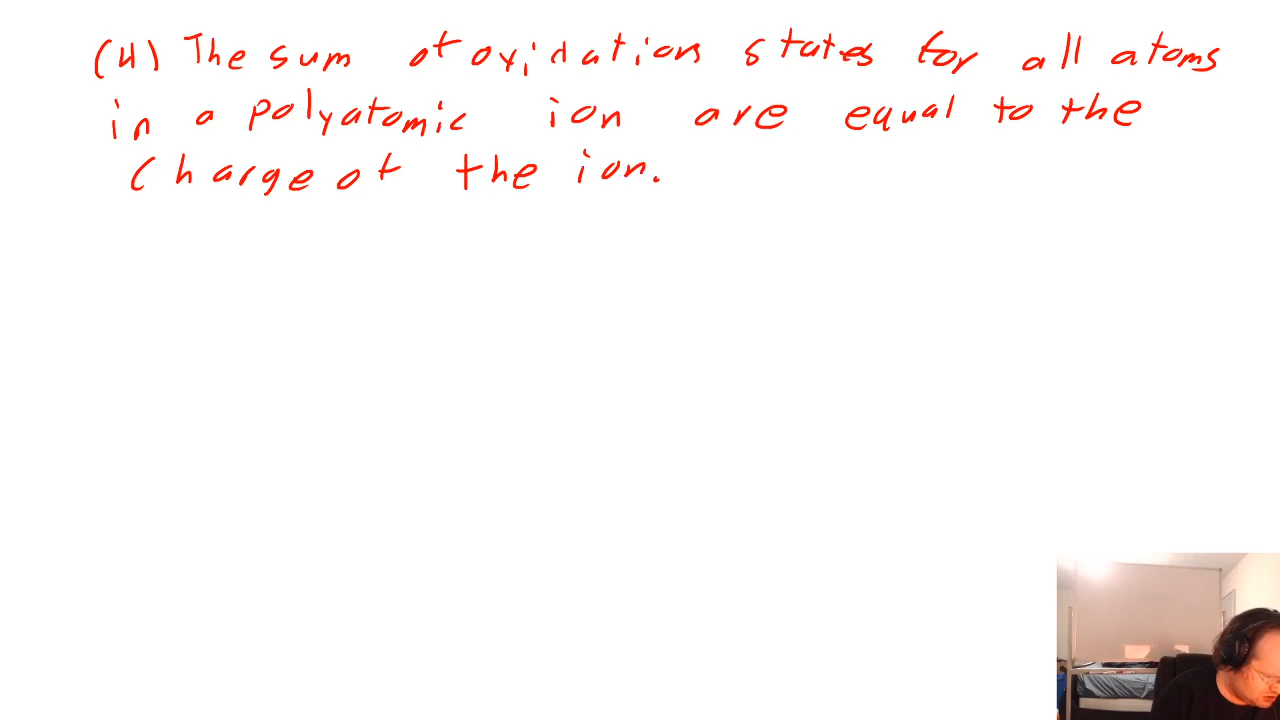 (4) The sum of oxidation states for all atoms
in a polyatomic ion are equal to the
Charge of the ion.